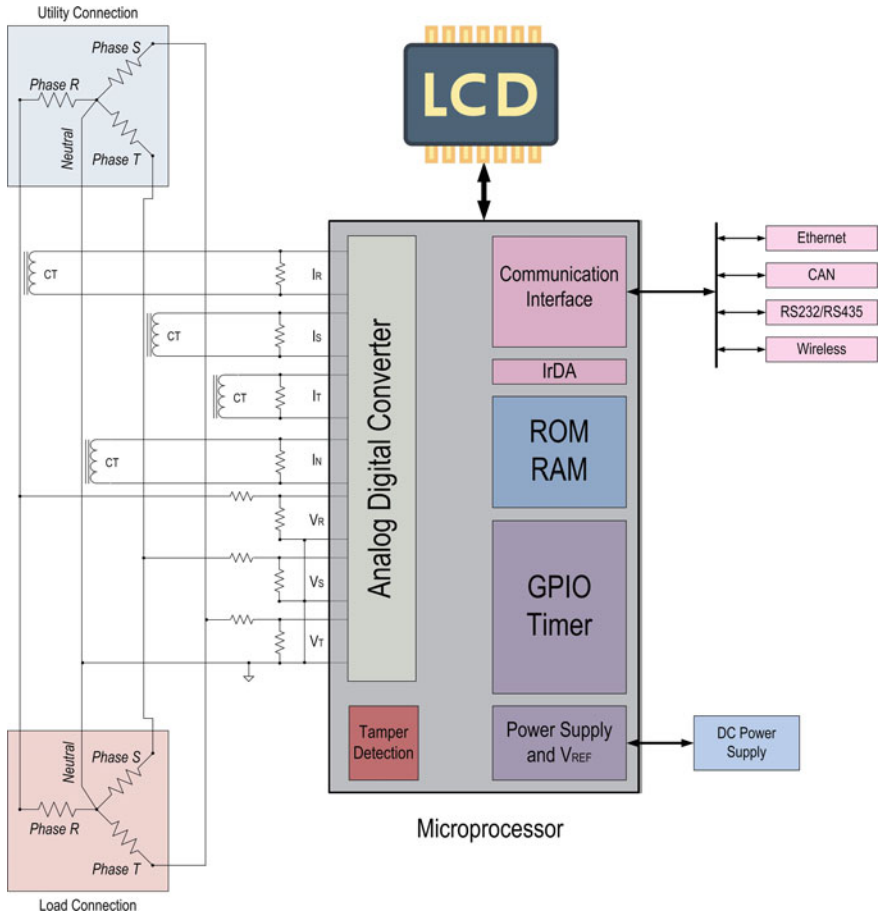 Utility Connection
Phase S
Phase R
Neutral
Phase T
LCD
CT
IR
CT
IS
CT
IT
CT
IN
VR
VS
VT
Analog Digital Converter
Communication
Interface
IrDA
ROM
RAM
GPIO
Timer
Tamper
Detection
Power Supply
and VREF
Ethernet
CAN
RS232/RS435
Wireless
DC Power
Supply
Microprocessor
Neutral
Phase S
Phase R
Phase T
Load Connection